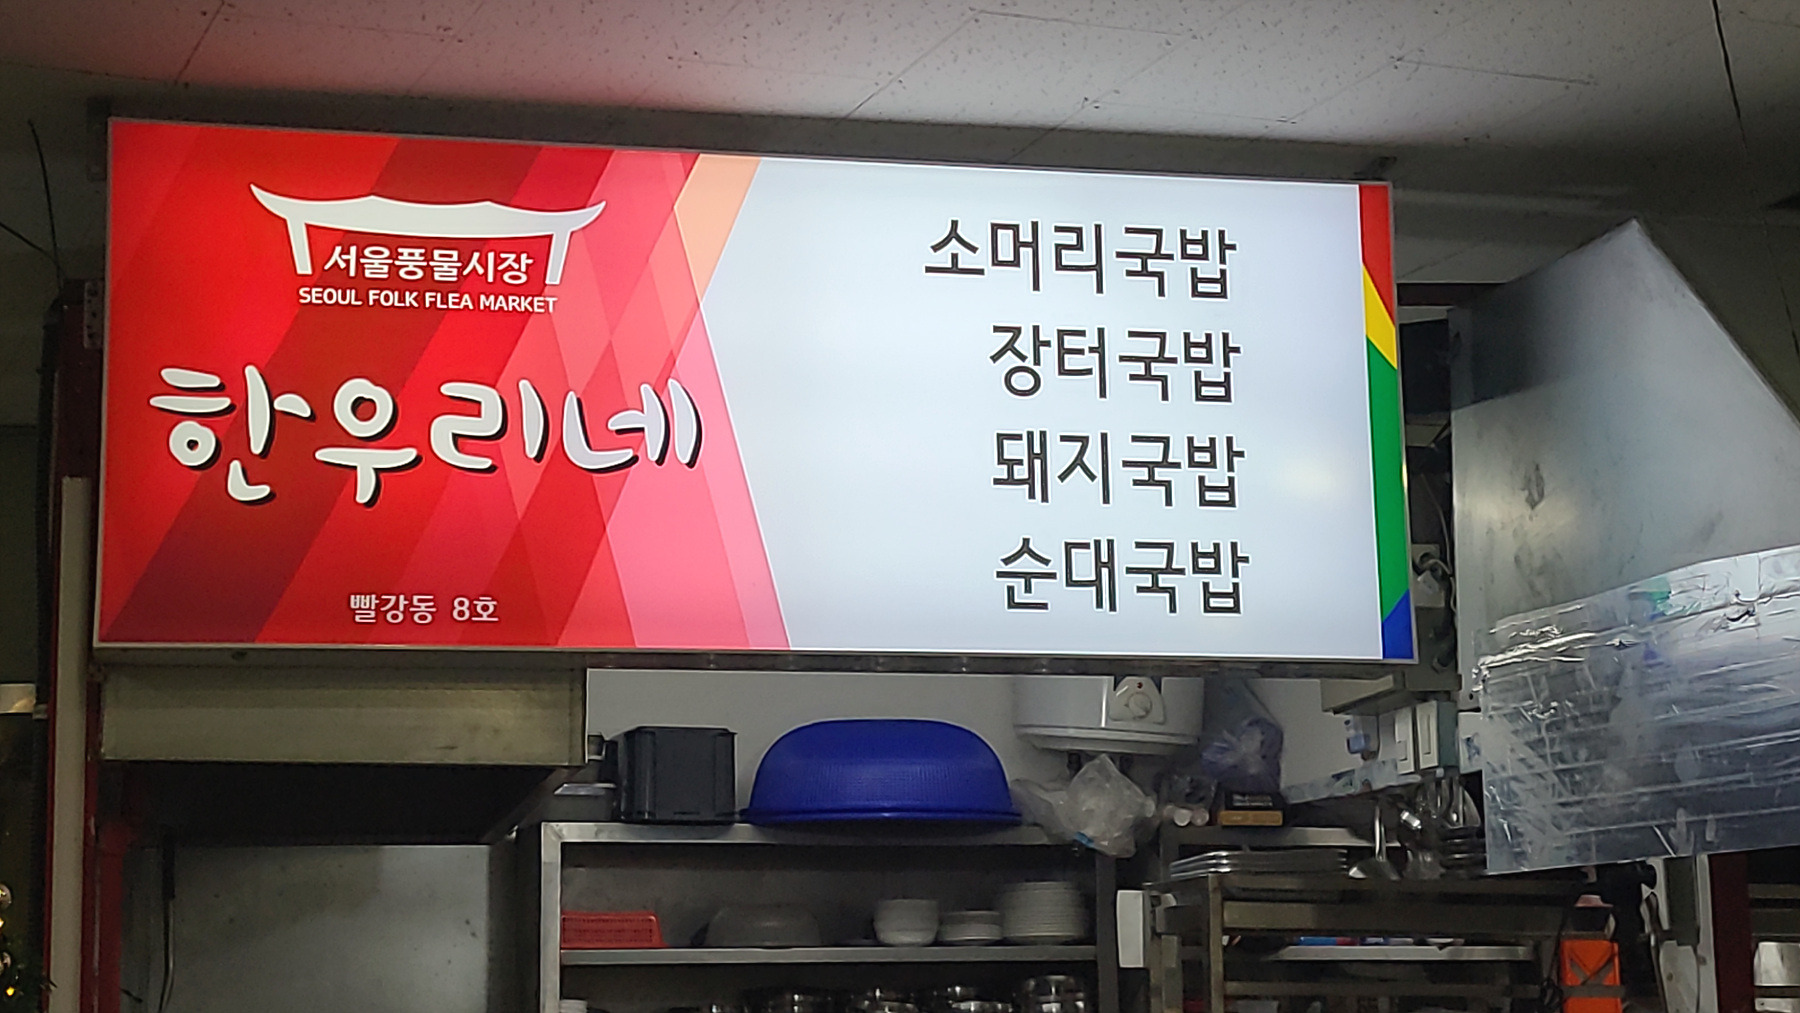 서울풍물시장
SEOUL FOLK FLEA MARKET
한우리네
빨강동 8호
소머리국밥
장터국밥
돼지국밥
순대국밥